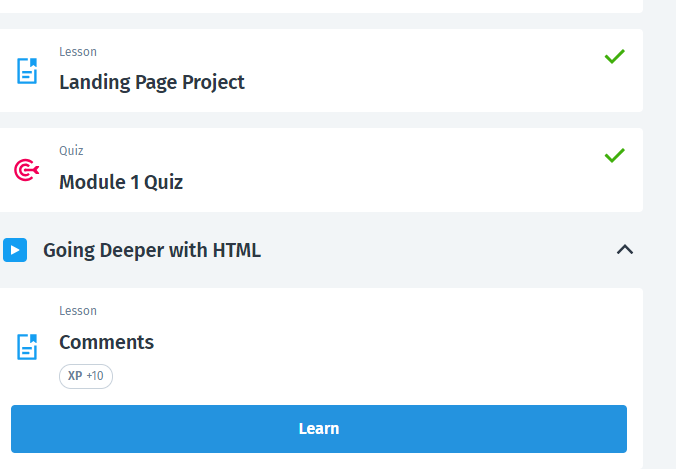 Lesson
Landing Page Project
Quiz
Module 1 Quiz
Going Deeper with HTML
Lesson
Comments
XP +10
Learn